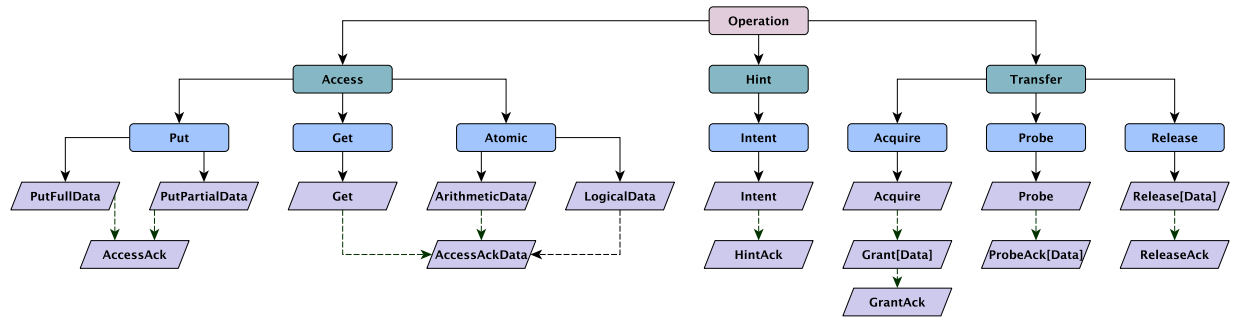 Operation
Access
Hint
Transfer
Put
Get
Atomic
Intent
Acquire
Probe
Release
PutFullData
PutPartialData
Get
ArithmeticData
LogicalData
Intent
Acquire
Probe
Release[Data]
AccessAck
AccessAckData
HintAck
Grant[Data]
ProbeAck[Data]
ReleaseAck
GrantAck